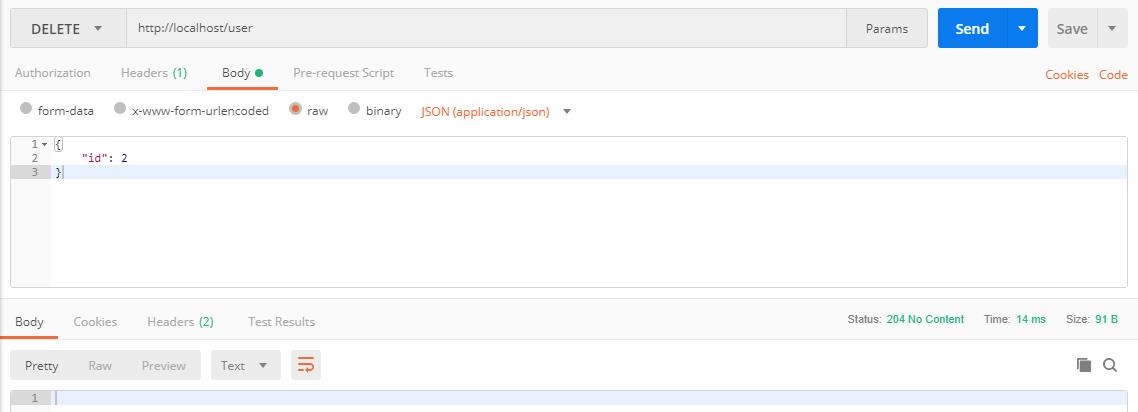 DELETE http://localhost/user Params Send Save
Authorization Headers (1) Body Pre-request Script Tests Cookies Code
form-data x-www-form-urlencoded raw binary JSON (application/json)
1 {
2 "id": 2
3 }
Body Cookies Headers (2) Test Results Status: 204 No Content Time: 14 ms Size: 91 B
Pretty Raw Preview Text
1